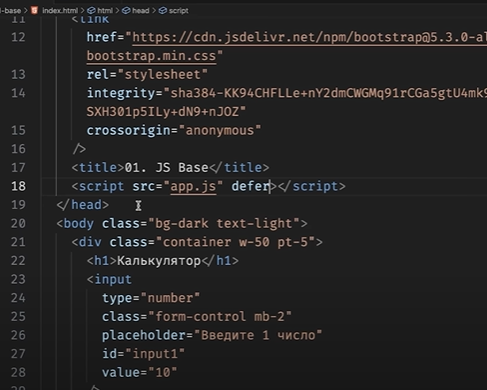 -base > index.html > html > head > script
11 <link
12 href="https://cdn.jsdelivr.net/npm/bootstrap@5.3.0-al
bootstrap.min.css"
13 rel="stylesheet"
14 integrity="sha384-KK94CHFLLe+nY2dmCWGMq91rCGa5gtU4mk9
SXH301p5ILy+dN9+nJOZ"
15 crossorigin="anonymous"
16 />
17 <title>01. JS Base</title>
18 <script src="app.js" defer></script>
19 </head>
20 <body class="bg-dark text-light">
21 <div class="container w-50 pt-5">
22 <h1>Калькулятор</h1>
23 <input
24 type="number"
25 class="form-control mb-2"
26 placeholder="Введите 1 число"
27 id="input1"
28 value="10"
29 />